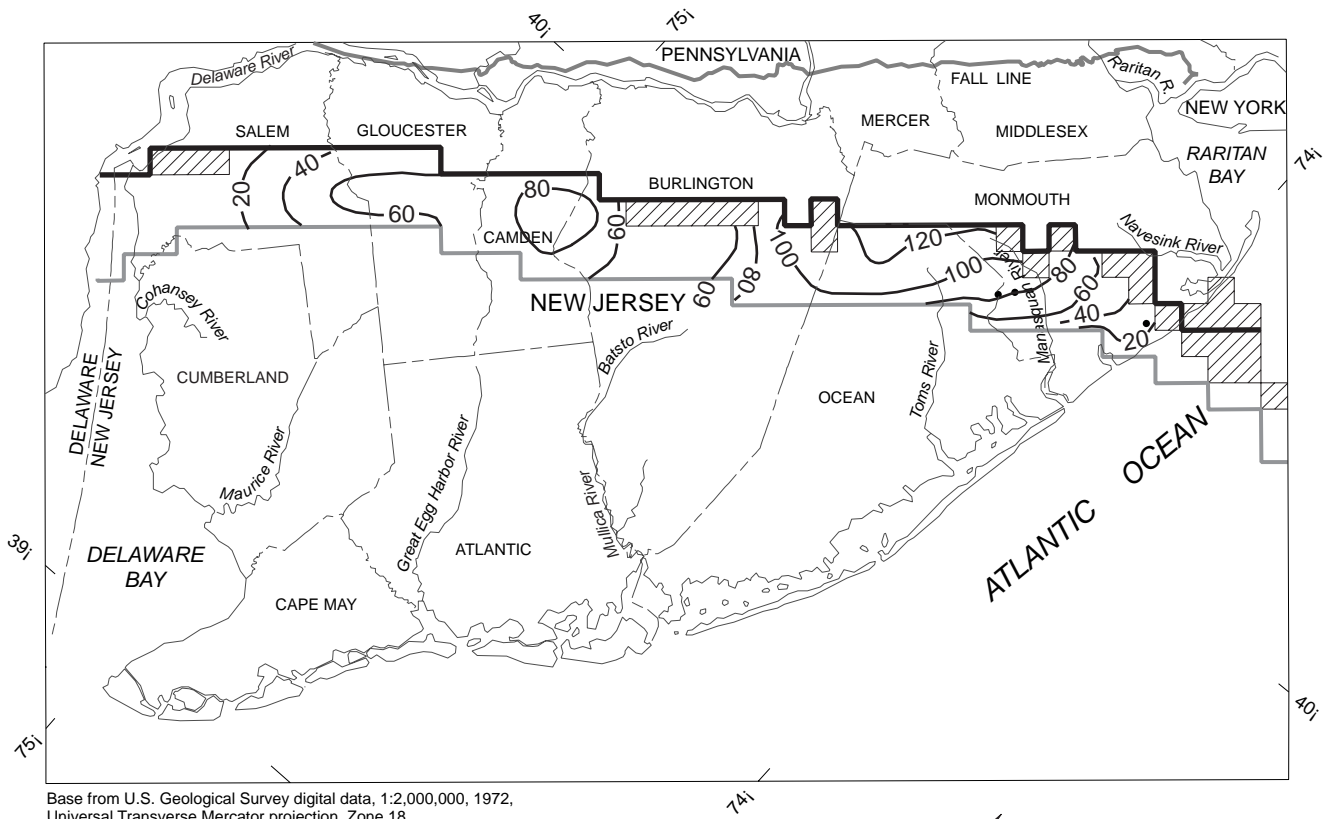 40i
75i
PENNSYLVANIA
Delaware River
FALL LINE
Raritan R.
NEW YORK
MERCER
MIDDLESEX
SALEM
GLOUCESTER
RARITAN
BAY
74i
BURLINGTON
MONMOUTH
20
40
60
80
60
CAMDEN
60
80
100
120
100
80
60
40
20
Navesink River
Manasquan River
NEW JERSEY
Cohansey River
Batsto River
Toms River
DELAWARE
NEW JERSEY
CUMBERLAND
OCEAN
Maurice River
Great Egg Harbor River
Mullica River
ATLANTIC OCEAN
39i
DELAWARE
BAY
ATLANTIC
CAPE MAY
75i
40i
74i
Base from U.S. Geological Survey digital data, 1:2,000,000, 1972,
Universal Transverse Mercator projection, Zone 18